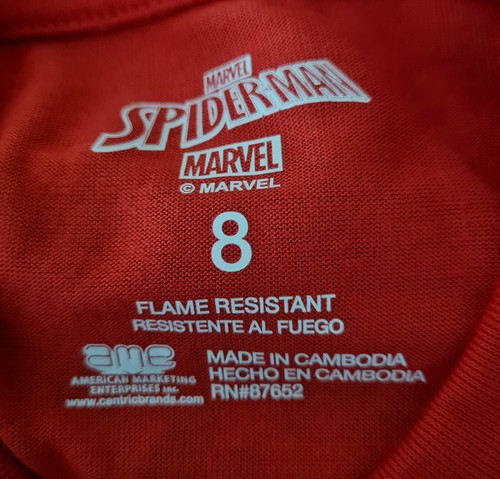 MARVEL
SPIDER-MAN
MARVEL
© MARVEL
8
FLAME RESISTANT
RESISTENTE AL FUEGO
ame
AMERICAN MARKETING
ENTERPRISES INC.
www.centricbrands.com
MADE IN CAMBODIA
HECHO EN CAMBODIA
RN#87652